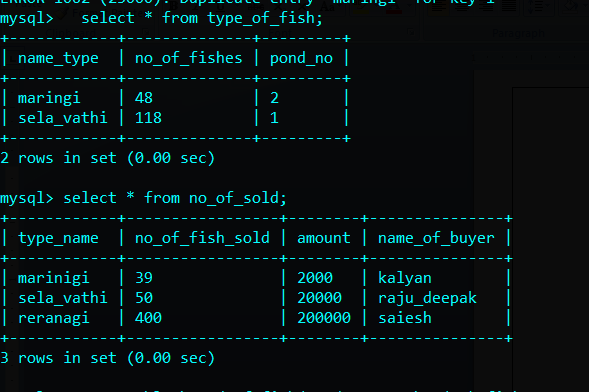 ERROR 1062 (23000): Duplicate entry 'maringi' for key 1
mysql>   select * from type_of_fish;
+-----------+--------------+---------+
| name_type | no_of_fishes | pond_no |
+-----------+--------------+---------+
| maringi   | 48           | 2       |
| sela_vathi | 118          | 1       |
+-----------+--------------+---------+
2 rows in set (0.00 sec)
mysql> select * from no_of_sold;
+------------+-----------------+--------+---------------+
| type_name  | no_of_fish_sold | amount | name_of_buyer |
+------------+-----------------+--------+---------------+
| marinigi   | 39              | 2000   | kalyan        |
| sela_vathi | 50              | 20000  | raju_deepak   |
| reranagi   | 400             | 200000 | saiesh        |
+------------+-----------------+--------+---------------+
3 rows in set (0.00 sec)